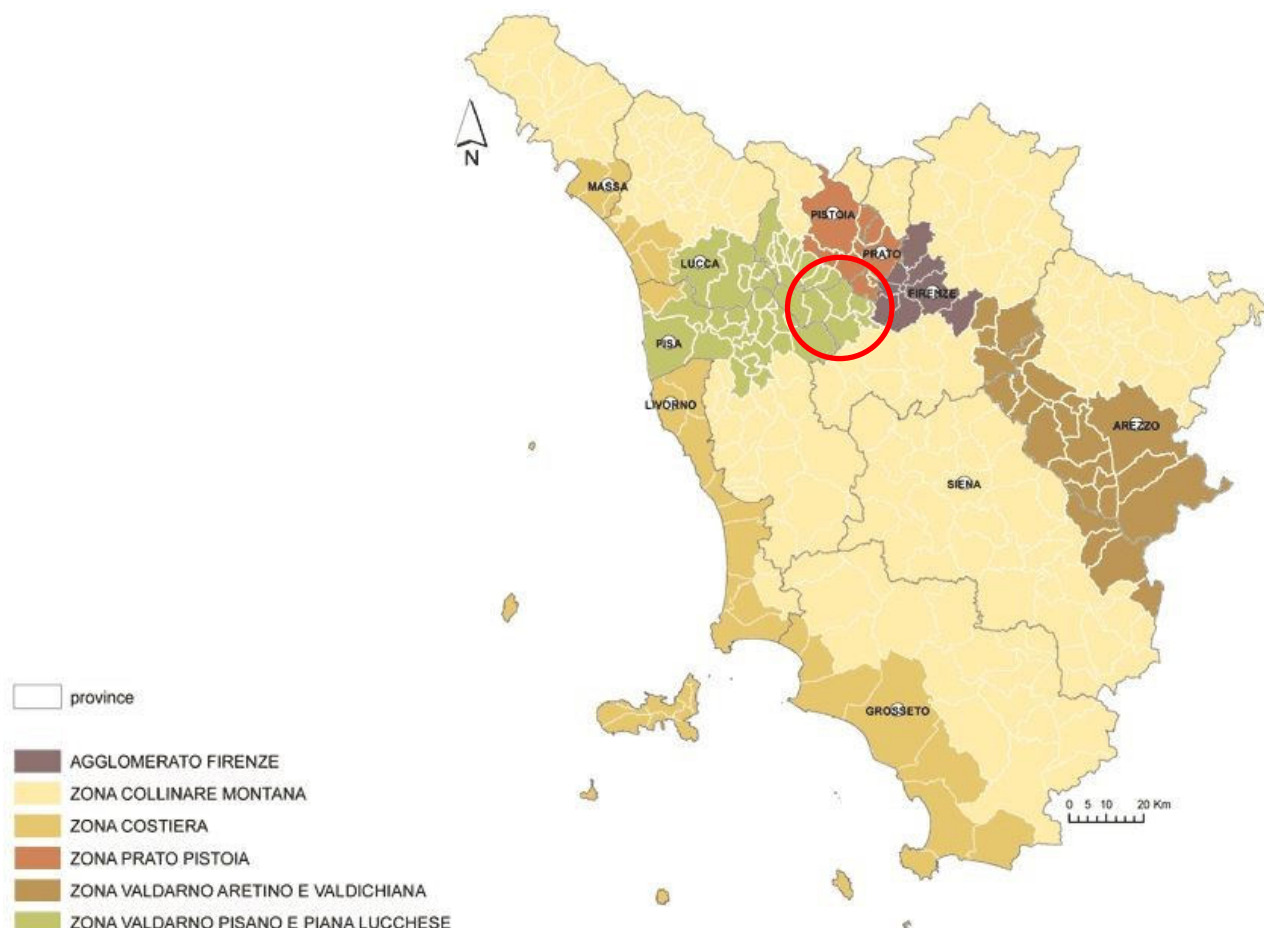 N
MASSA
PISTOIA
PRATO
LUCCA
FIRENZE
PISA
LIVORNO
AREZZO
SIENA
GROSSETO
0 5 10 20 Km
province
AGGLOMERATO FIRENZE
ZONA COLLINARE MONTANA
ZONA COSTIERA
ZONA PRATO PISTOIA
ZONA VALDARNO ARETINO E VALDICHIANA
ZONA VALDARNO PISANO E PIANA LUCCHESE